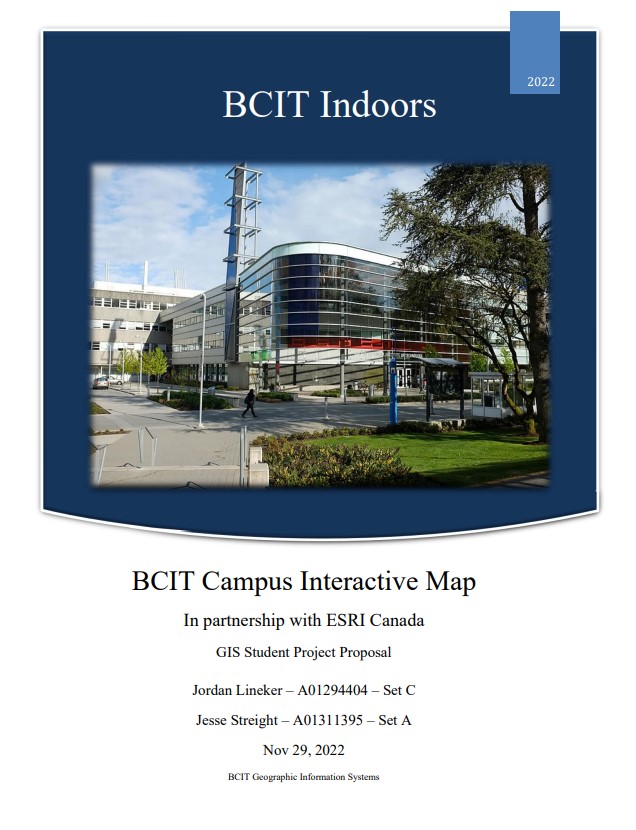 2022
BCIT Indoors
BCIT Campus Interactive Map
In partnership with ESRI Canada
GIS Student Project Proposal
Jordan Lineker – A01294404 – Set C
Jesse Streight – A01311395 – Set A
Nov 29, 2022
BCIT Geographic Information Systems